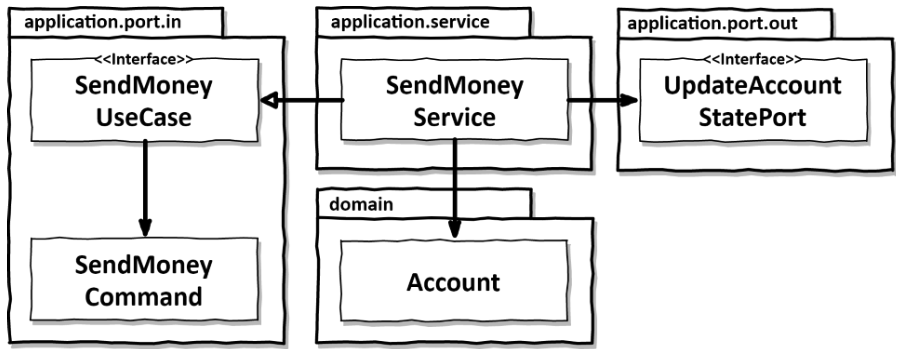 application.port.in
<<Interface>>
SendMoney
UseCase
SendMoney
Command
application.service
SendMoney
Service
domain
Account
application.port.out
<<Interface>>
UpdateAccount
StatePort